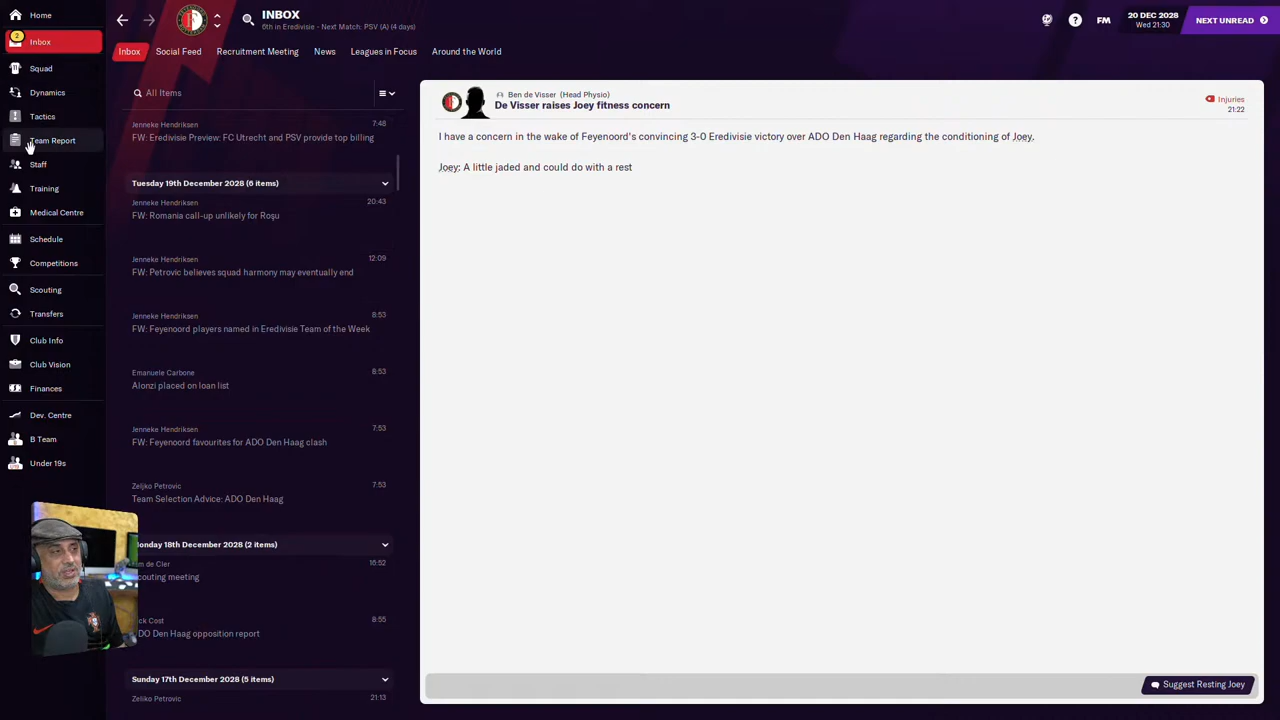 Home
2
Inbox
Squad
Dynamics
Tactics
Team Report
Staff
Training
Medical Centre
Schedule
Competitions
Scouting
Transfers
Club Info
Club Vision
Finances
Dev. Centre
B Team
Under 19s
INBOX
6th in Eredivisie - Next Match: PSV (A) (4 days)
FM
20 DEC 2028
Wed 21:30
NEXT UNREAD
Inbox
Social Feed
Recruitment Meeting
News
Leagues in Focus
Around the World
All Items
Jenneke Hendriksen
7:48
FW: Eredivisie Preview: FC Utrecht and PSV provide top billing
Tuesday 19th December 2028 (6 items)
Jenneke Hendriksen
20:43
FW: Romania call-up unlikely for Roşu
Jenneke Hendriksen
12:09
FW: Petrovic believes squad harmony may eventually end
Jenneke Hendriksen
8:53
FW: Feyenoord players named in Eredivisie Team of the Week
Emanuele Carbone
8:53
Alonzi placed on loan list
Jenneke Hendriksen
7:53
FW: Feyenoord favourites for ADO Den Haag clash
Zeljko Petrovic
7:53
Team Selection Advice: ADO Den Haag
onday 18th December 2028 (2 items)
m de Cler
16:52
couting meeting
ck Cost
8:55
DO Den Haag opposition report
Sunday 17th December 2028 (5 items)
Zeljko Petrovic
21:13
Ben de Visser (Head Physio)
De Visser raises Joey fitness concern
Injuries
21:22
I have a concern in the wake of Feyenoord's convincing 3-0 Eredivisie victory over ADO Den Haag regarding the conditioning of Joey.
Joey: A little jaded and could do with a rest
Suggest Resting Joey